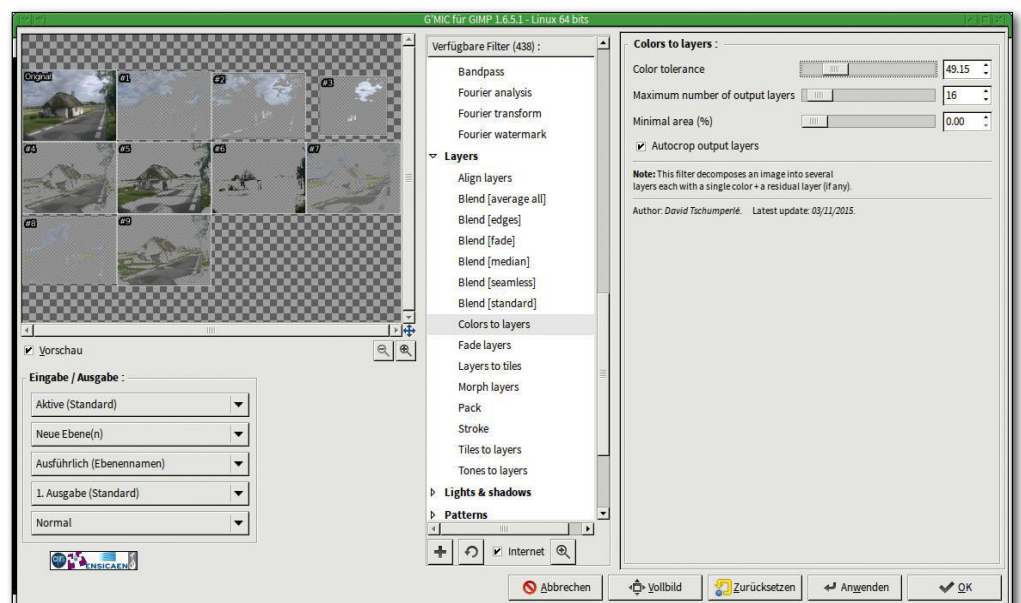 G'MIC für GIMP 1.6.5.1 - Linux 64 bits
Original
#1
#2
#3
#4
#5
#6
#7
#8
#9
Vorschau
Eingabe / Ausgabe :
Aktive (Standard)
Neue Ebene(n)
Ausführlich (Ebenennamen)
1. Ausgabe (Standard)
Normal
ENSICAEN
Verfügbare Filter (438) :
Bandpass
Fourier analysis
Fourier transform
Fourier watermark
Layers
Align layers
Blend [average all]
Blend [edges]
Blend [fade]
Blend [median]
Blend [seamless]
Blend [standard]
Colors to layers
Fade layers
Layers to tiles
Morph layers
Pack
Stroke
Tiles to layers
Tones to layers
Lights & shadows
Patterns
Internet
Colors to layers :
Color tolerance 49.15
Maximum number of output layers 16
Minimal area (%) 0.00
Autocrop output layers
Note: This filter decomposes an image into several
layers each with a single color + a residual layer (if any).
Author: David Tschumperlé. Latest update: 03/11/2015.
Abbrechen
Vollbild
Zurücksetzen
Anwenden
OK